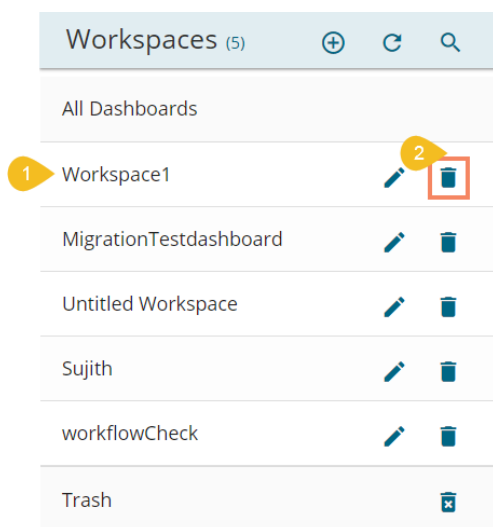 Workspaces (5)
All Dashboards
1 Workspace1 2
MigrationTestdashboard
Untitled Workspace
Sujith
workflowCheck
Trash